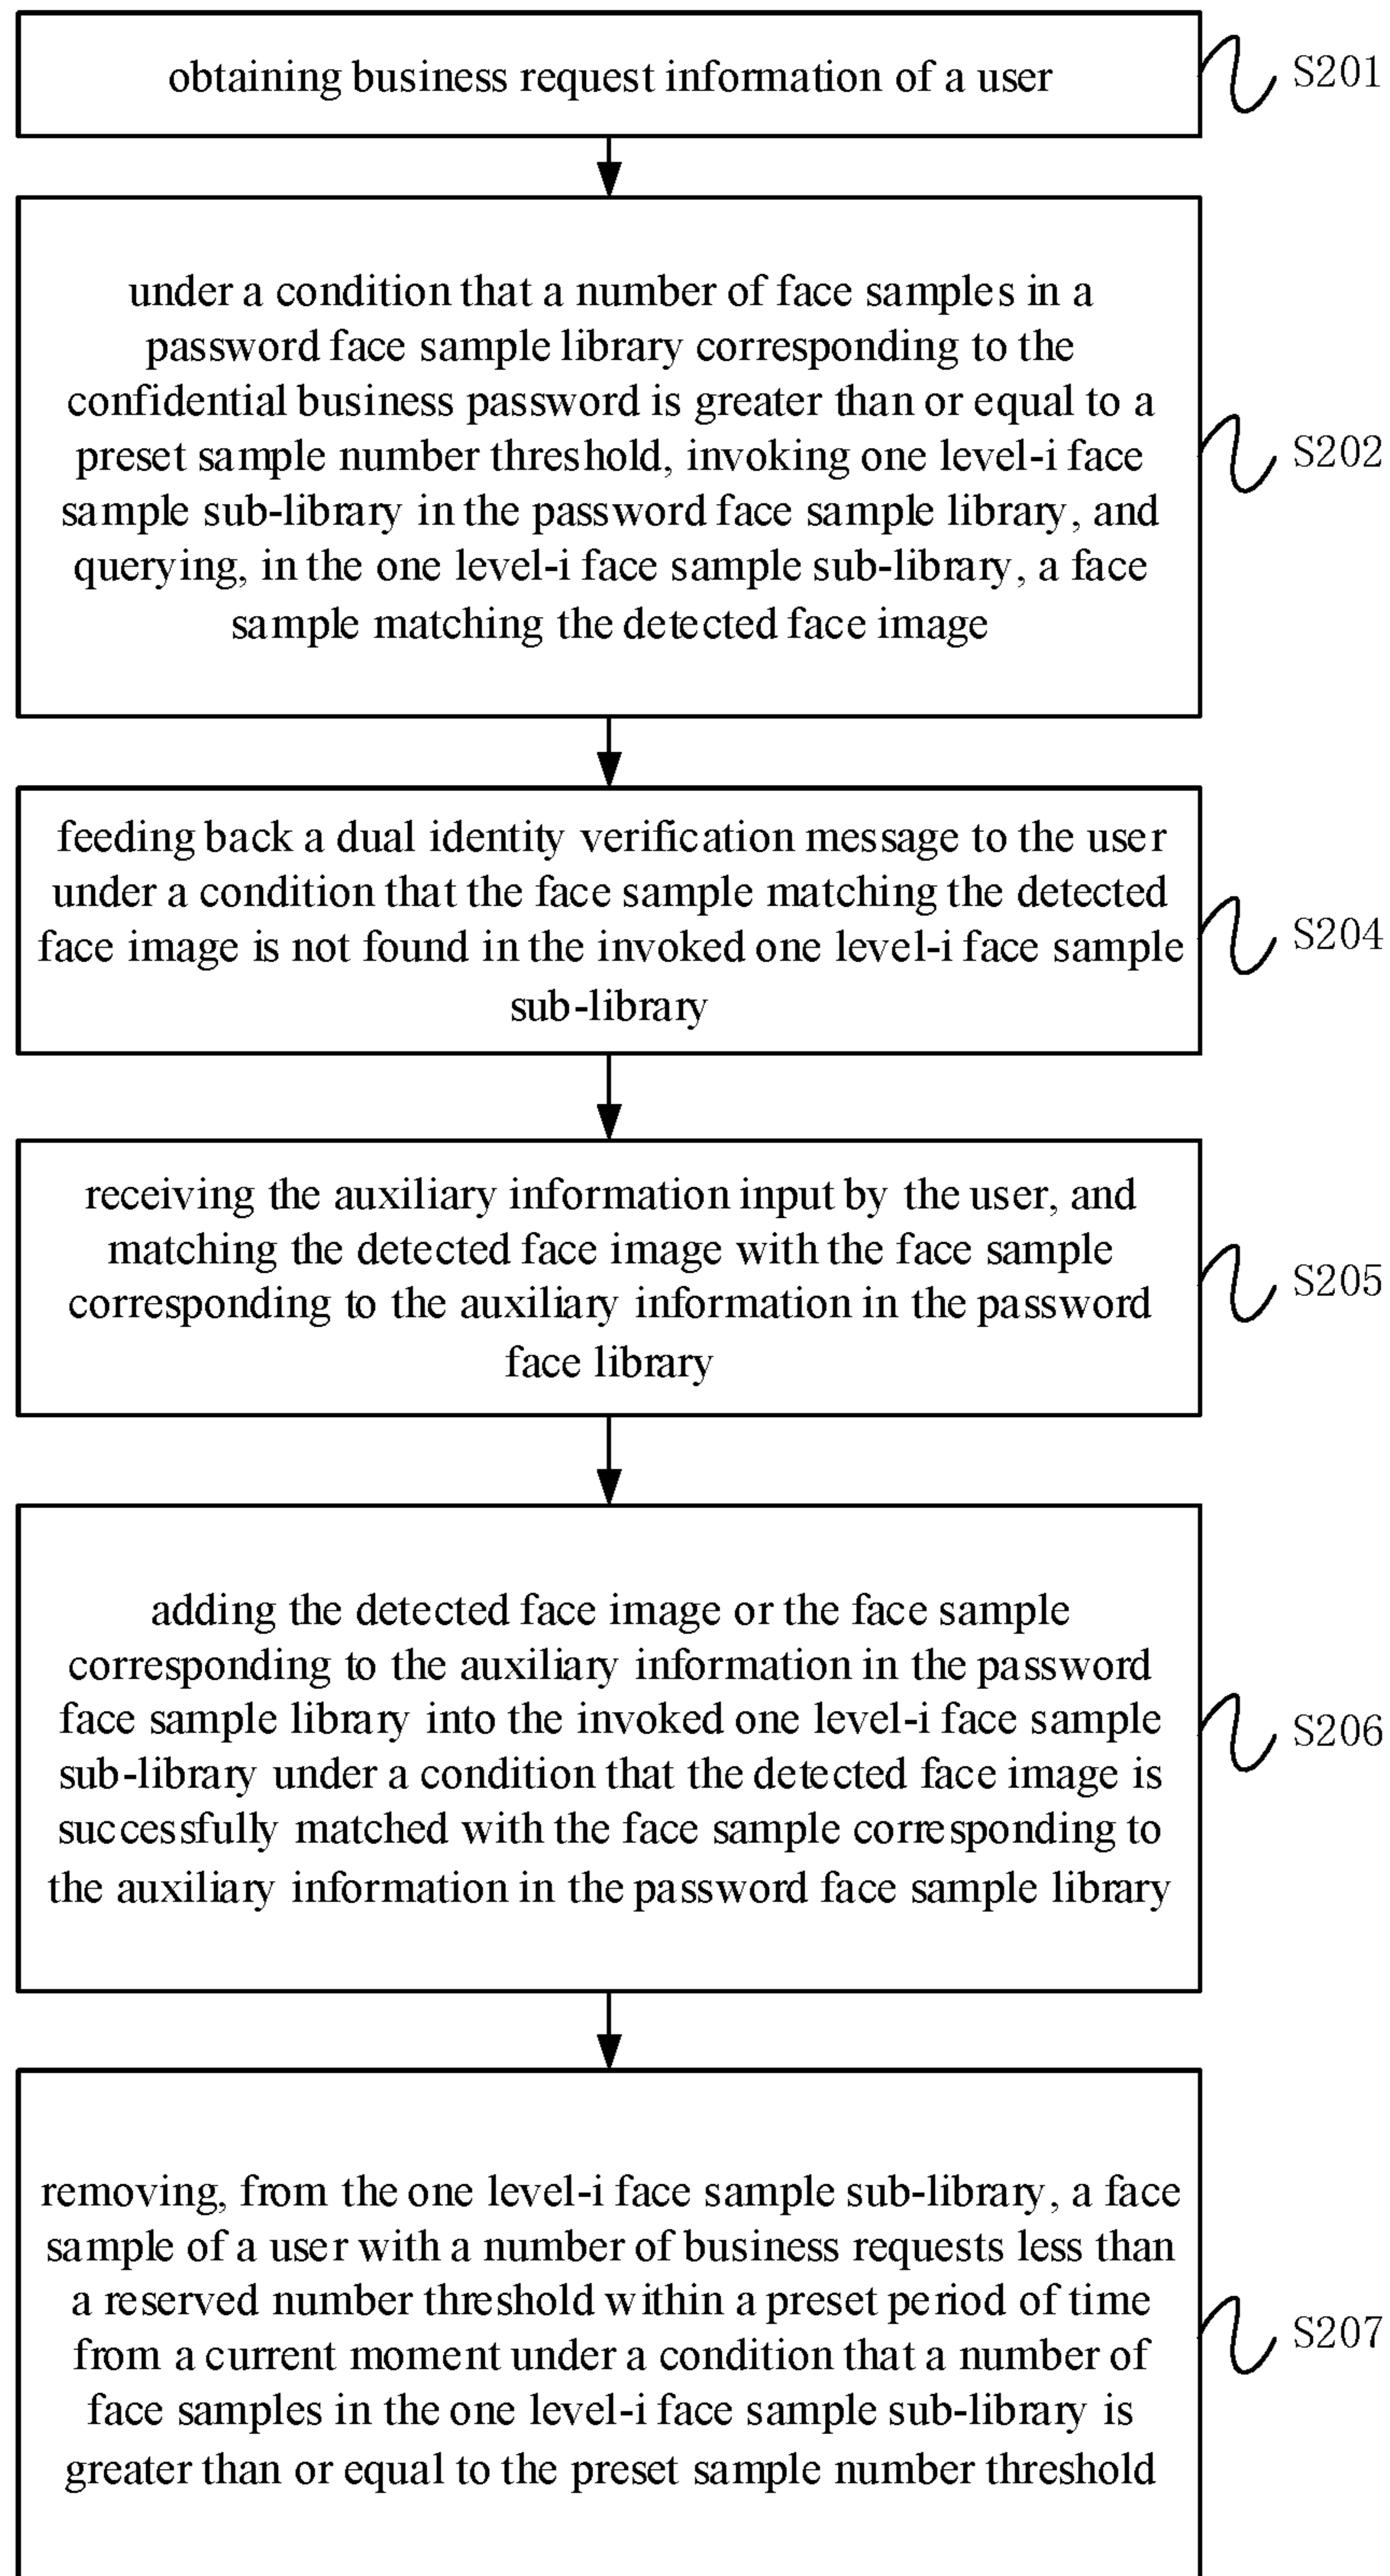 obtaining business request information of a user
S201
under a condition that a number of face samples in a
password face sample library corresponding to the
confidential business password is greater than or equal to a
preset sample number threshold, invoking one level-i face
sample sub-library in the password face sample library, and
querying, in the one level-i face sample sub-library, a face
sample matching the detected face image
S202
feeding back a dual identity verification message to the user
under a condition that the face sample matching the detected
face image is not found in the invoked one level-i face sample
sub-library
S204
receiving the auxiliary information input by the user, and
matching the detected face image with the face sample
corresponding to the auxiliary information in the password
face library
S205
adding the detected face image or the face sample
corresponding to the auxiliary information in the password
face sample library into the invoked one level-i face sample
sub-library under a condition that the detected face image is
successfully matched with the face sample corresponding to
the auxiliary information in the password face sample library
S206
removing, from the one level-i face sample sub-library, a face
sample of a user with a number of business requests less than
a reserved number threshold within a preset period of time
from a current moment under a condition that a number of
face samples in the one level-i face sample sub-library is
greater than or equal to the preset sample number threshold
S207